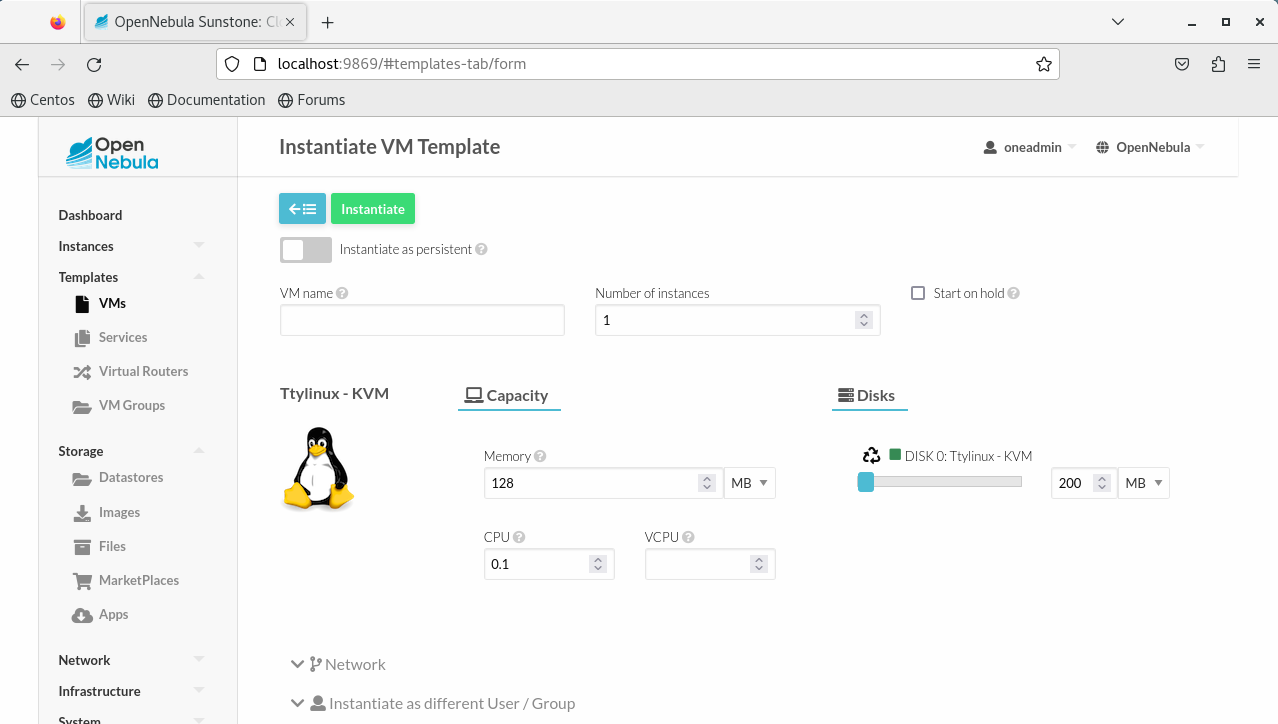 OpenNebula Sunstone: Cl
localhost:9869/#templates-tab/form
Centos Wiki Documentation Forums
Open Nebula
Instantiate VM Template
oneadmin OpenNebula
Dashboard
Instances
Templates
VMs
Services
Virtual Routers
VM Groups
Storage
Datastores
Images
Files
MarketPlaces
Apps
Network
Infrastructure
System
Instantiate
Instantiate as persistent
VM name Number of instances Start on hold
1
Ttylinux - KVM Capacity Disks
Memory
128 MB
DISK 0: Ttylinux - KVM
200 MB
CPU VCPU
0.1
Network
Instantiate as different User / Group